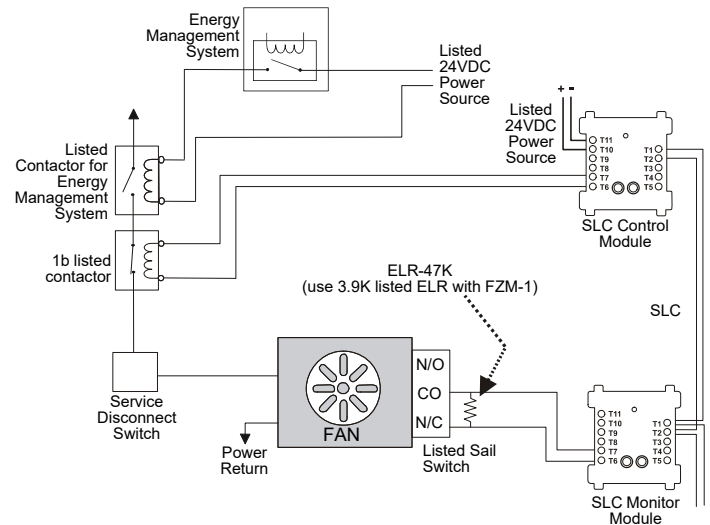 Energy
Management
System
Listed
24VDC
Power
Source
+ -
Listed
24VDC
Power
Source
T11
T10
T9
T8
T7
T6
T1
T2
T3
T4
T5
SLC Control
Module
Listed
Contactor for
Energy
Management
System
1b listed
contactor
ELR-47K
(use 3.9K listed ELR with FZM-1)
SLC
Service
Disconnect
Switch
Power
Return
FAN
N/O
CO
N/C
Listed Sail
Switch
T11
T10
T9
T8
T7
T6
T1
T2
T3
T4
T5
SLC Monitor
Module